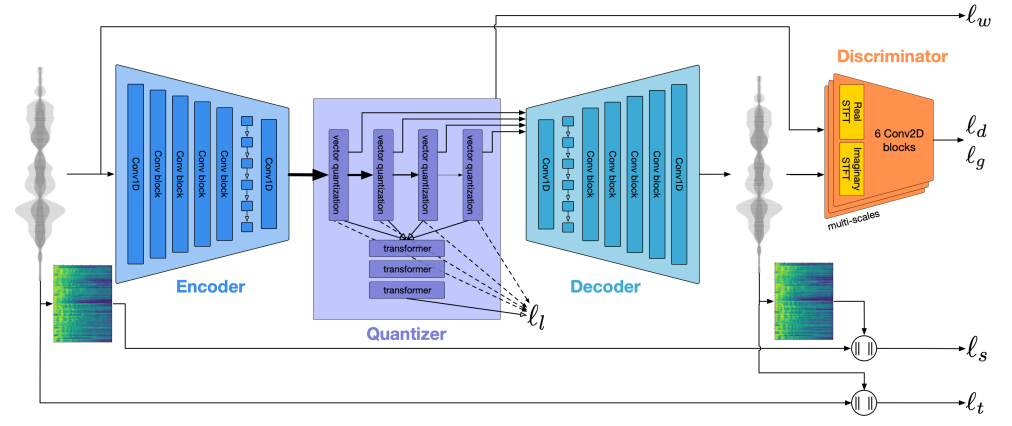 ℓw
Discriminator
Real
STFT
Imaginary
STFT
6 Conv2D
blocks
multi-scales
ℓd
ℓg
Conv1D
Conv block
Conv block
Conv block
Conv block
Conv1D
Encoder
vector quantization
vector quantization
vector quantization
vector quantization
transformer
transformer
transformer
Quantizer
ℓl
Conv1D
Conv block
Conv block
Conv block
Conv block
Conv1D
Decoder
ℓs
ℓt